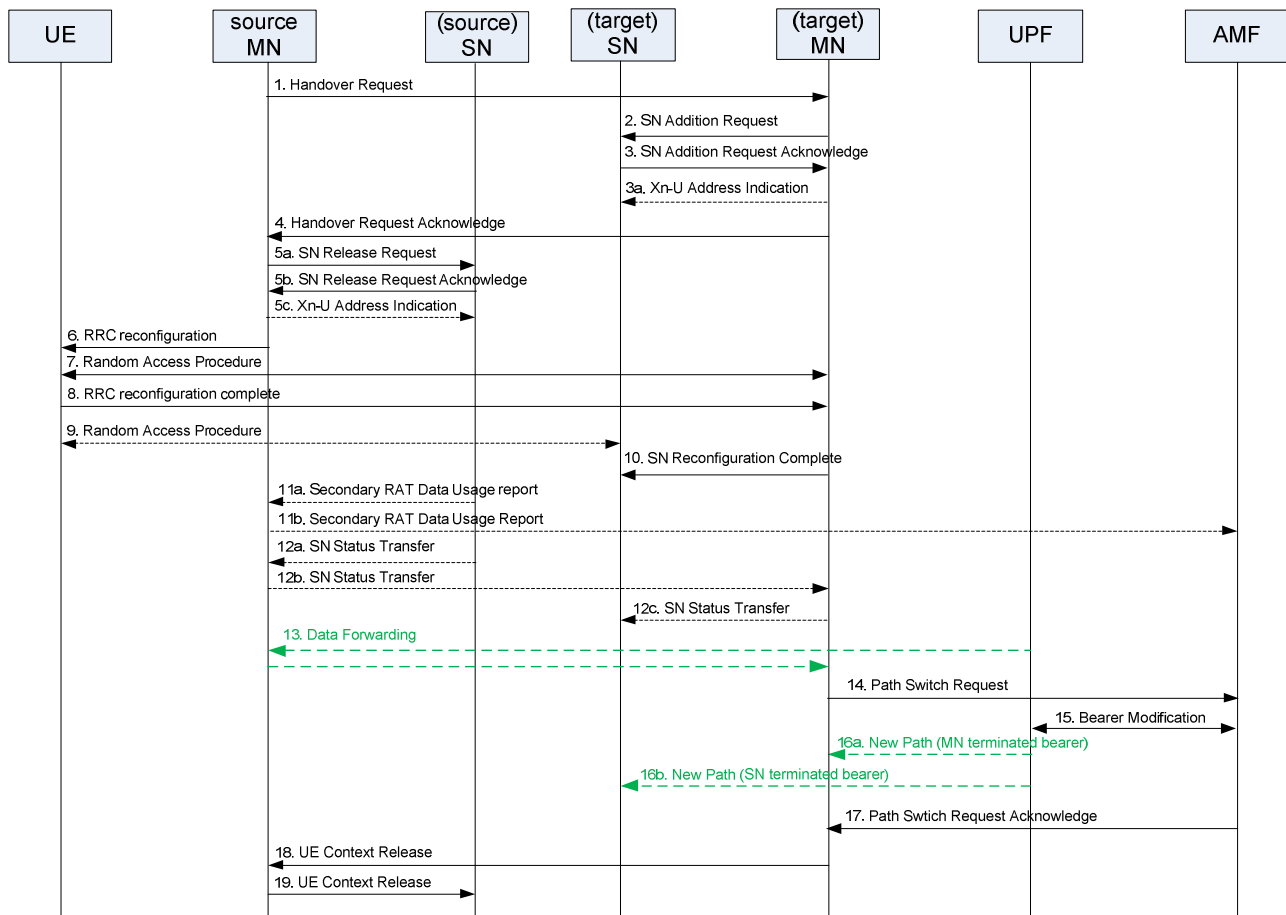 UE
source
MN
(source)
SN
(target)
SN
(target)
MN
UPF
AMF
1. Handover Request
2. SN Addition Request
3. SN Addition Request Acknowledge
3a. Xn-U Address Indication
4. Handover Request Acknowledge
5a. SN Release Request
5b. SN Release Request Acknowledge
5c. Xn-U Address Indication
6. RRC reconfiguration
7. Random Access Procedure
8. RRC reconfiguration complete
9. Random Access Procedure
10. SN Reconfiguration Complete
11a. Secondary RAT Data Usage report
11b. Secondary RAT Data Usage Report
12a. SN Status Transfer
12b. SN Status Transfer
12c. SN Status Transfer
13. Data Forwarding
14. Path Switch Request
15. Bearer Modification
16a. New Path (MN terminated bearer)
16b. New Path (SN terminated bearer)
17. Path Swtich Request Acknowledge
18. UE Context Release
19. UE Context Release